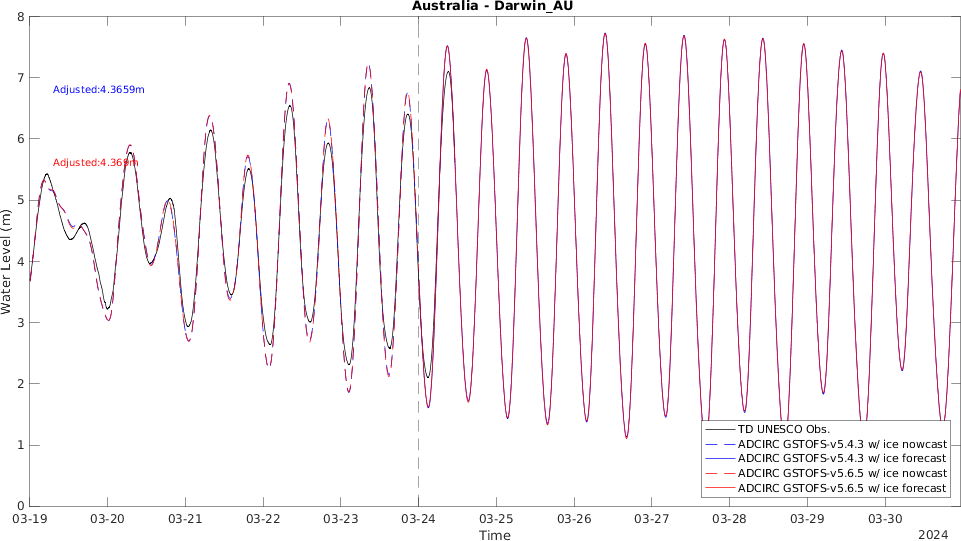 Australia - Darwin_AU
8
7
6
5
4
3
2
1
0
Water Level (m)
Adjusted:4.3659m
Adjusted:4.369m
TD UNESCO Obs.
ADCIRC GSTOFS-v5.4.3 w/ ice nowcast
ADCIRC GSTOFS-v5.4.3 w/ ice forecast
ADCIRC GSTOFS-v5.6.5 w/ ice nowcast
ADCIRC GSTOFS-v5.6.5 w/ ice forecast
03-19 03-20 03-21 03-22 03-23 03-24 03-25 03-26 03-27 03-28 03-29 03-30
Time
2024